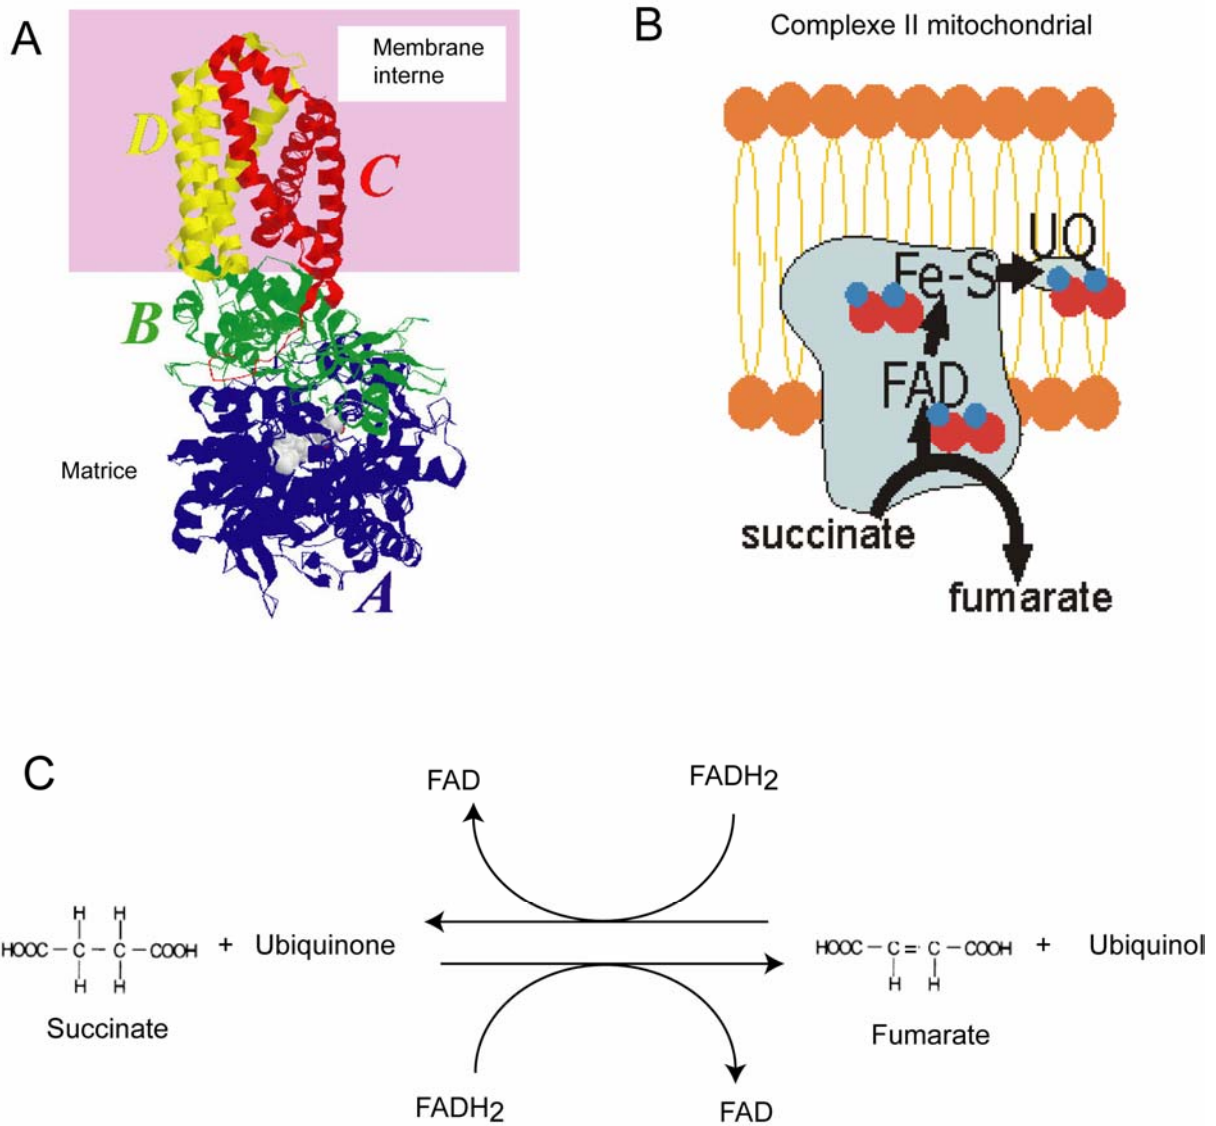 A
Membrane
interne
D
C
B
Matrice
A
B
Complexe II mitochondrial
UQ
Fe-S
FAD
succinate
fumarate
C
FAD
FADH2
H H
HOOC - C - C - COOH + Ubiquinone
H H
Succinate
HOOC - C = C - COOH + Ubiquinol
H H
Fumarate
FADH2
FAD